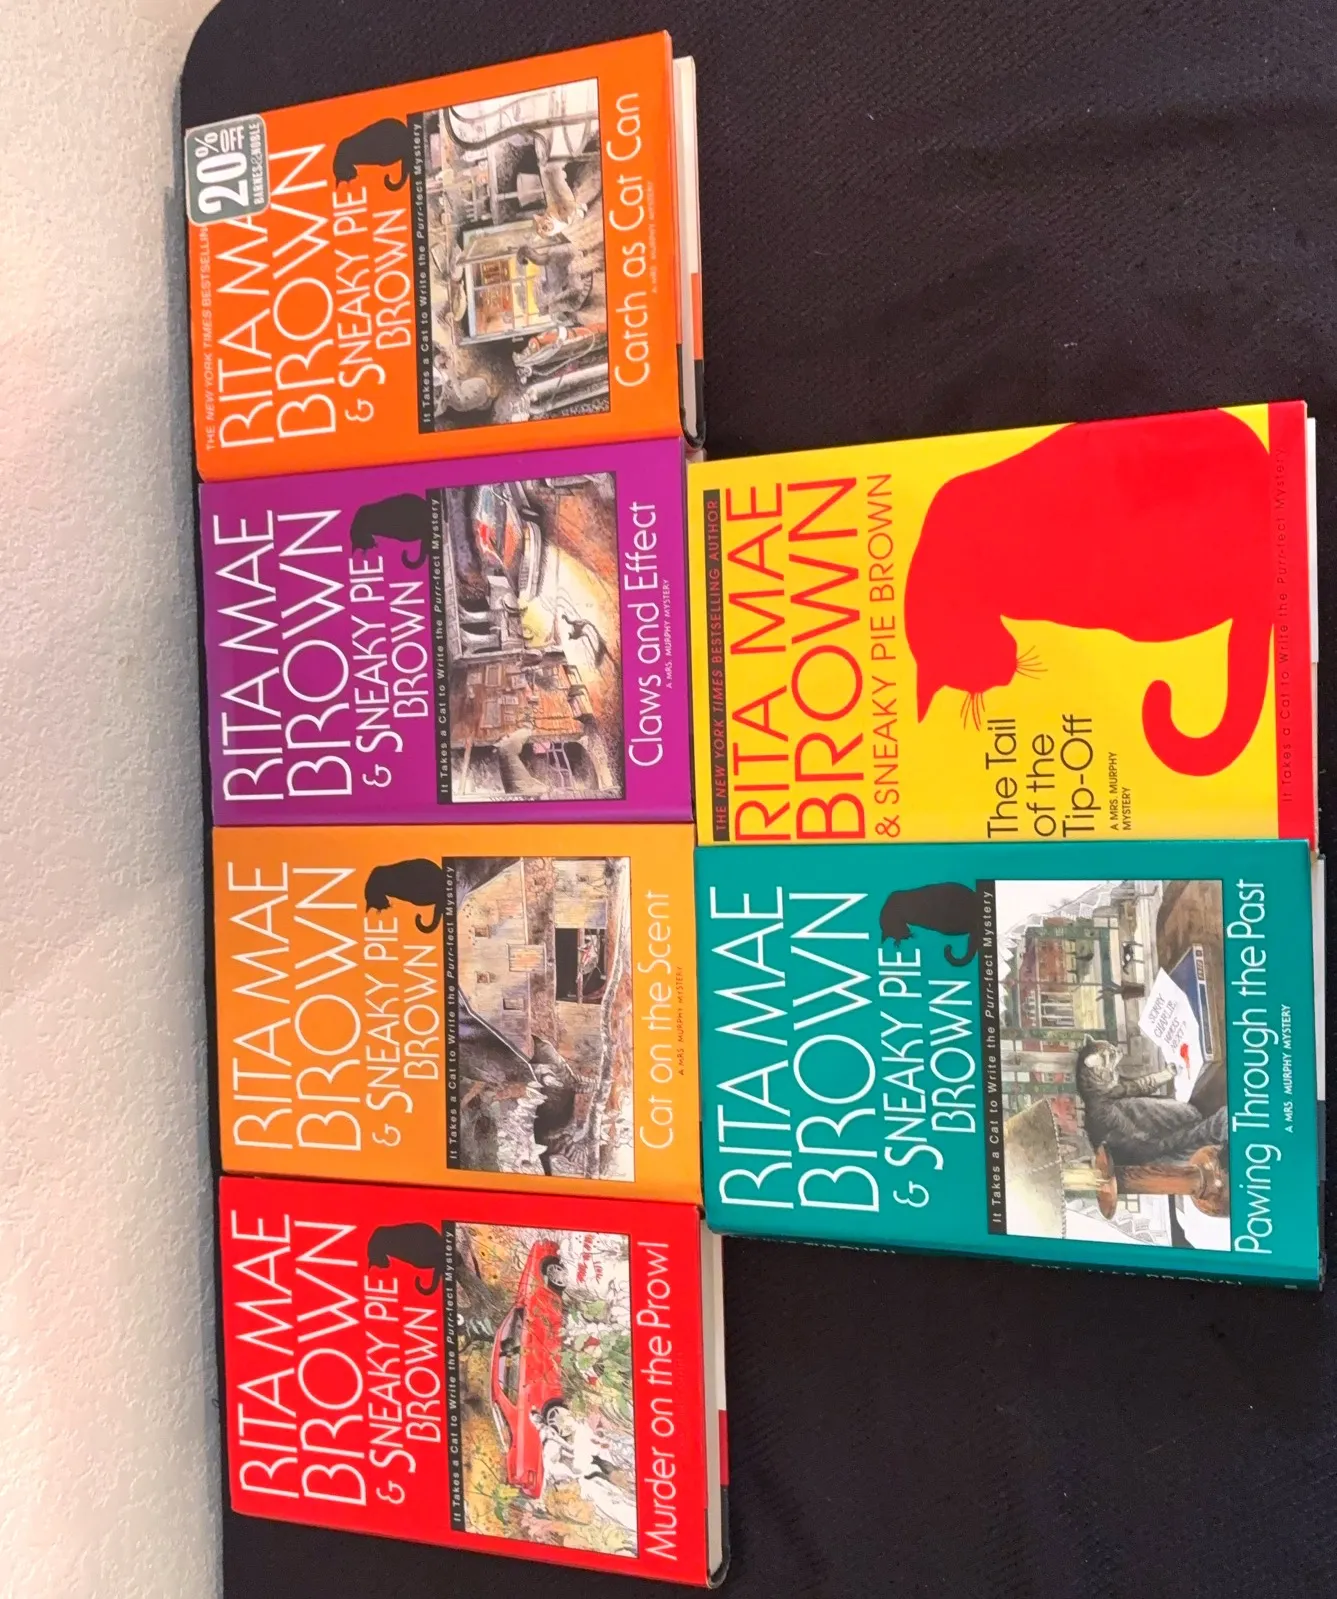 RITA MAE
BROWN
& SNEAKY PIE
BROWN
It Takes a Cat to Write the Purr-fect Mystery
Murder on the Prowl
RITA MAE
BROWN
& SNEAKY PIE
BROWN
It Takes a Cat to Write the Purr-fect Mystery
Cat on the Scent
A MRS. MURPHY MYSTERY
RITA MAE
BROWN
& SNEAKY PIE
BROWN
It Takes a Cat to Write the Purr-fect Mystery
Claws and Effect
A MRS. MURPHY MYSTERY
20% OFF
BARNES&NOBLE
THE NEW YORK TIMES BESTSELLIN
RITA MA
BROWN
& SNEAKY PIE
BROWN
It Takes a Cat to Write the Purr-fect Mystery
Catch as Cat Can
A MRS. MURPHY MYSTERY
RITA MAE
BROWN
& SNEAKY PIE
BROWN
It Takes a Cat to Write the Purr-fect Mystery
SORRY
CHARLIE.
WHO'S
NEXT?
Pawing Through the Past
A MRS. MURPHY MYSTERY
THE NEW YORK TIMES BESTSELLING AUTHOR
RITA MAE
BROWN
& SNEAKY PIE BROWN
The Tail
of the
Tip-Off
A MRS. MURPHY
MYSTERY
It Takes a Cat to Write the Purr-fect Mystery